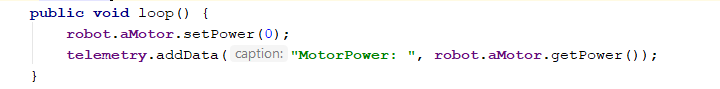 public void loop() {
robot.aMotor.setPower(0);
telemetry.addData( caption: "MotorPower: ", robot.aMotor.getPower());
}